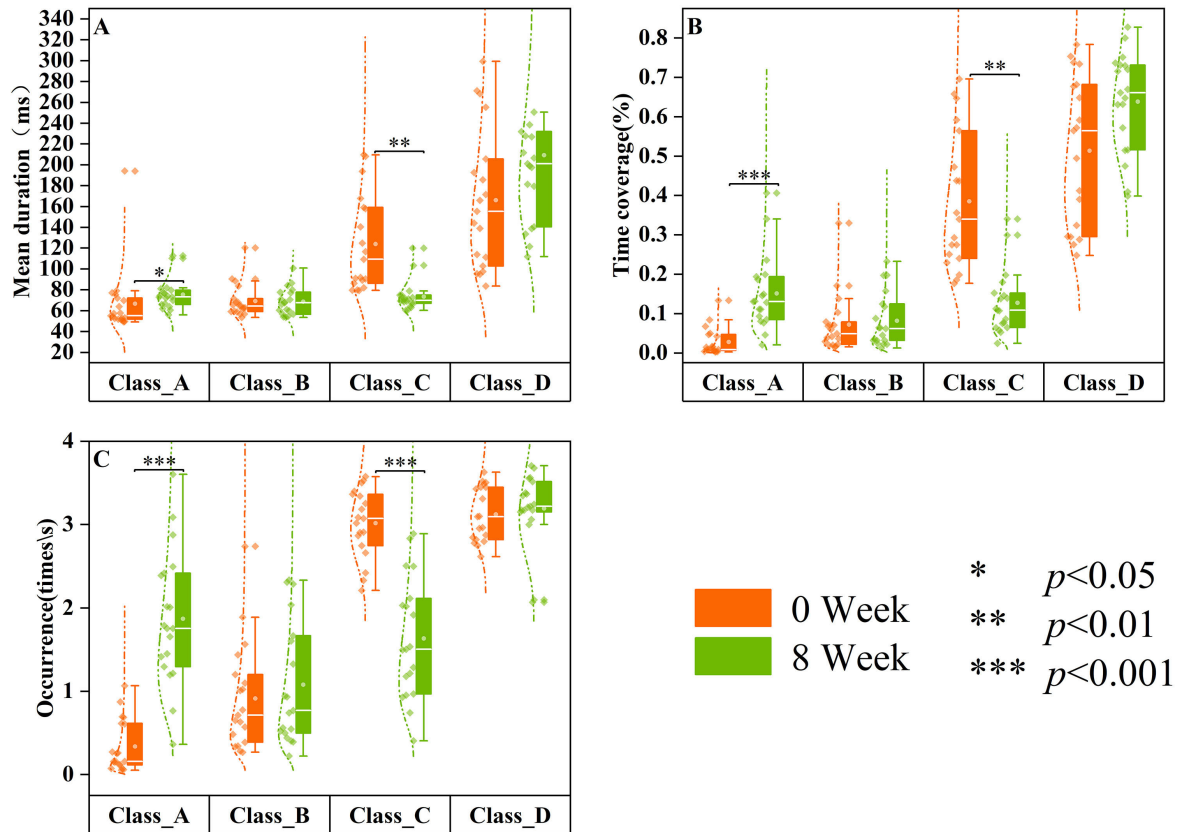 A
Mean duration (ms)
340
320
300
280
260
240
220
200
180
160
140
120
100
80
60
40
20
*
**
Class_A Class_B Class_C Class_D
B
Time coverage(%)
0.8
0.7
0.6
0.5
0.4
0.3
0.2
0.1
0.0
***
**
Class_A Class_B Class_C Class_D
C
Occurrence(times\s)
4
3
2
1
0
***
***
Class_A Class_B Class_C Class_D
0 Week
8 Week
* p<0.05
** p<0.01
*** p<0.001